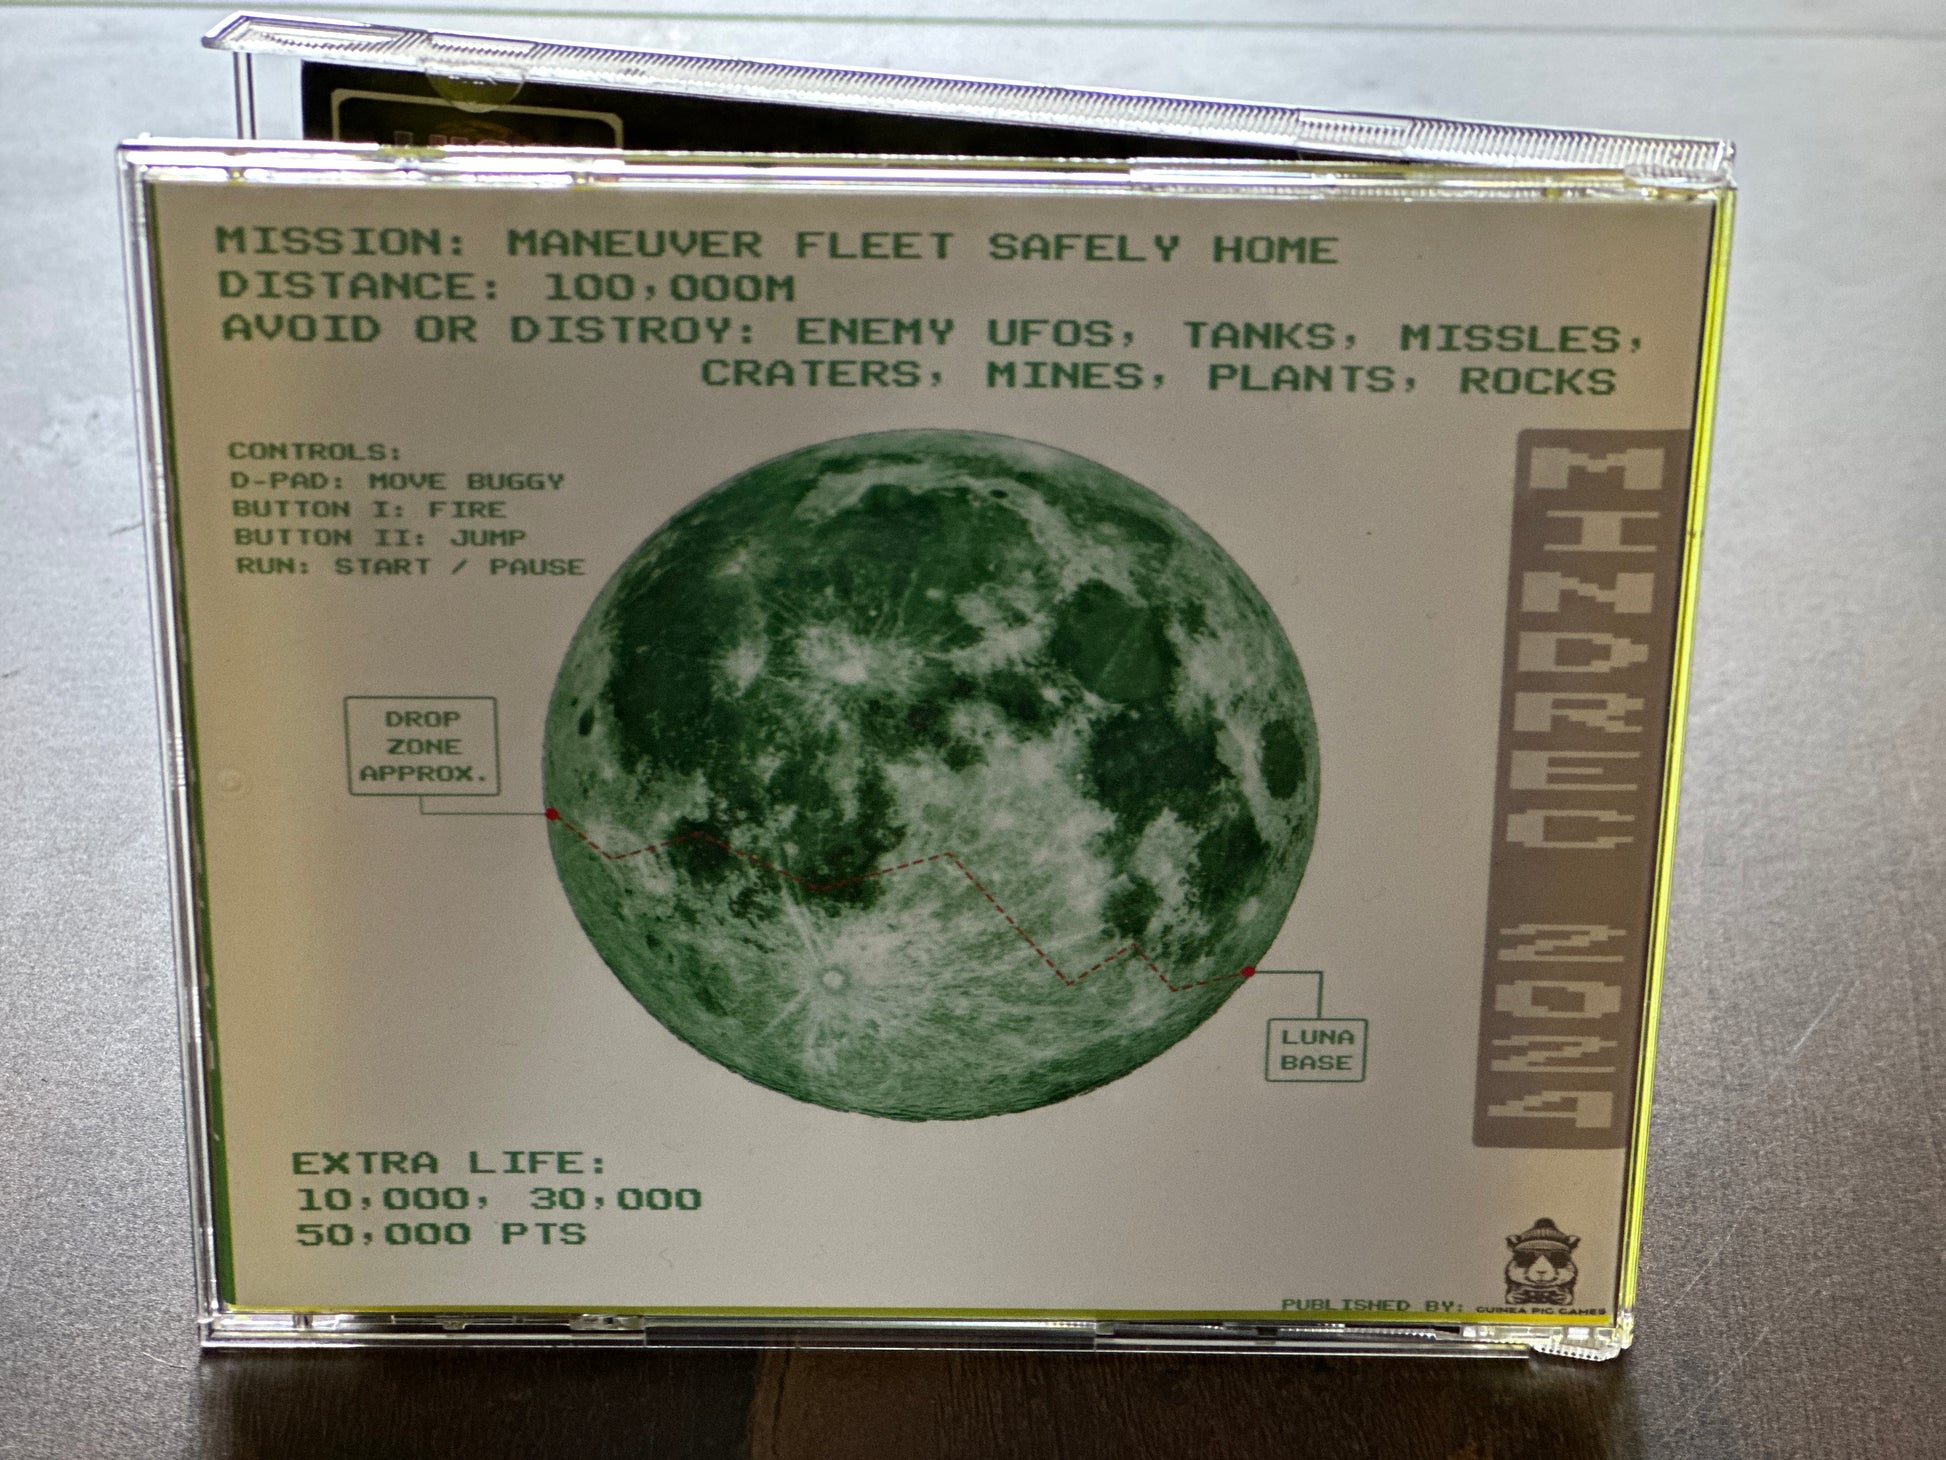 MISSION: MANEUVER FLEET SAFELY HOME
DISTANCE: 100,000M
AVOID OR DISTROY: ENEMY UFOS, TANKS, MISSLES,
CRATERS, MINES, PLANTS, ROCKS
CONTROLS:
D-PAD: MOVE BUGGY
BUTTON I: FIRE
BUTTON II: JUMP
RUN: START / PAUSE
DROP
ZONE
APPROX.
LUNA
BASE
MINDREC
EXTRA LIFE:
10,000, 30,000
50,000 PTS
PUBLISHED BY: GUINEA PIG GAMES